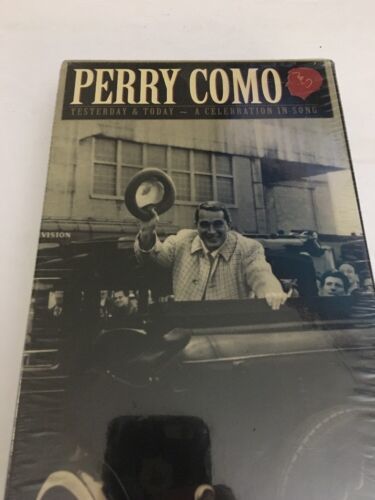 PERRY COMO
YESTERDAY & TODAY – A CELEBRATION IN SONG
VISION